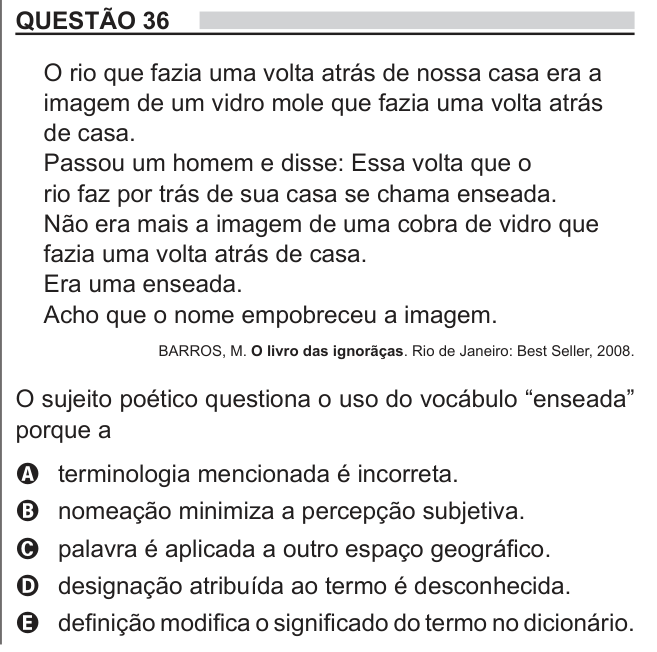 QUESTÃO 36
O rio que fazia uma volta atrás de nossa casa era a
imagem de um vidro mole que fazia uma volta atrás
de casa.
Passou um homem e disse: Essa volta que o
rio faz por trás de sua casa se chama enseada.
Não era mais a imagem de uma cobra de vidro que
fazia uma volta atrás de casa.
Era uma enseada.
Acho que o nome empobreceu a imagem.
BARROS, M. O livro das ignorãças. Rio de Janeiro: Best Seller, 2008.
O sujeito poético questiona o uso do vocábulo “enseada”
porque a
A terminologia mencionada é incorreta.
B nomeação minimiza a percepção subjetiva.
C palavra é aplicada a outro espaço geográfico.
D designação atribuída ao termo é desconhecida.
E definição modifica o significado do termo no dicionário.